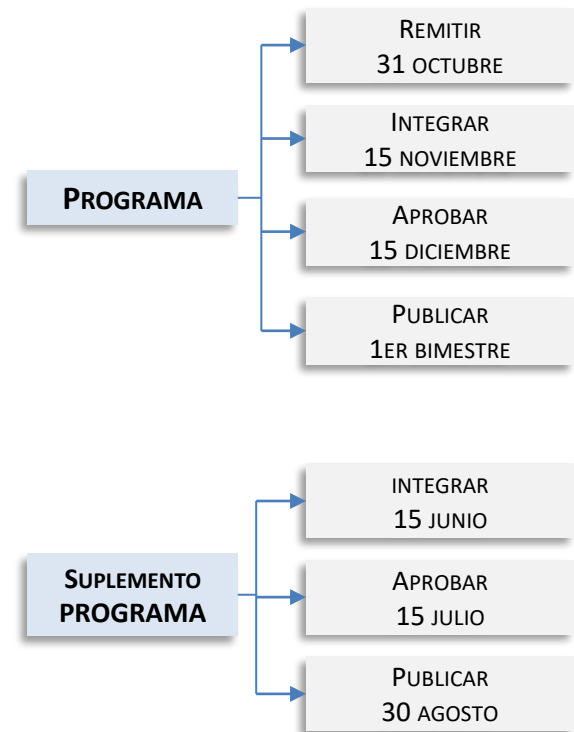 REMITIR
31 OCTUBRE
INTEGRAR
15 NOVIEMBRE
PROGRAMA
APROBAR
15 DICIEMBRE
PUBLICAR
1ER BIMESTRE
INTEGRAR
15 JUNIO
SUPLEMENTO
PROGRAMA
APROBAR
15 JULIO
PUBLICAR
30 AGOSTO